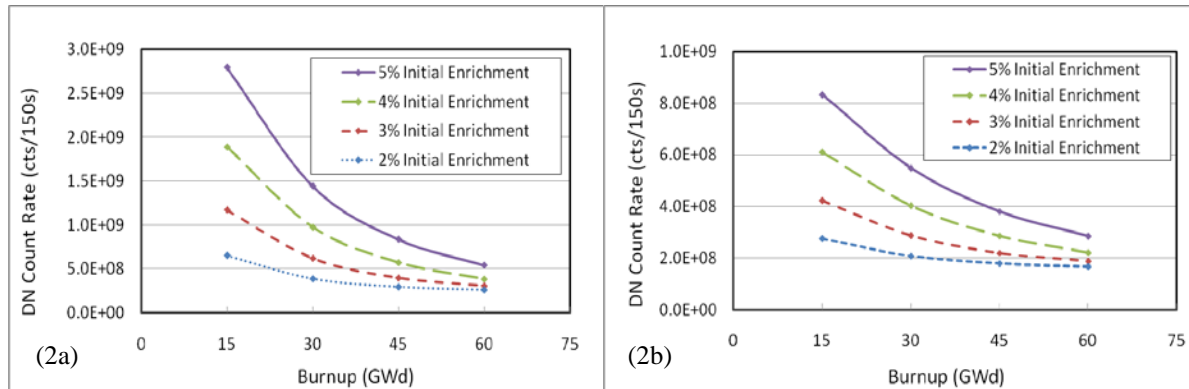 DN Count Rate (cts/150s)
3.0E+09
2.5E+09
2.0E+09
1.5E+09
1.0E+09
5.0E+08
0.0E+00
5% Initial Enrichment
4% Initial Enrichment
3% Initial Enrichment
2% Initial Enrichment
0 15 30 45 60 75
Burnup (GWd)
(2a)
DN Count Rate (cts/150s)
1.0E+09
8.0E+08
6.0E+08
4.0E+08
2.0E+08
0.0E+00
5% Initial Enrichment
4% Initial Enrichment
3% Initial Enrichment
2% Initial Enrichment
0 15 30 45 60 75
Burnup (GWd)
(2b)